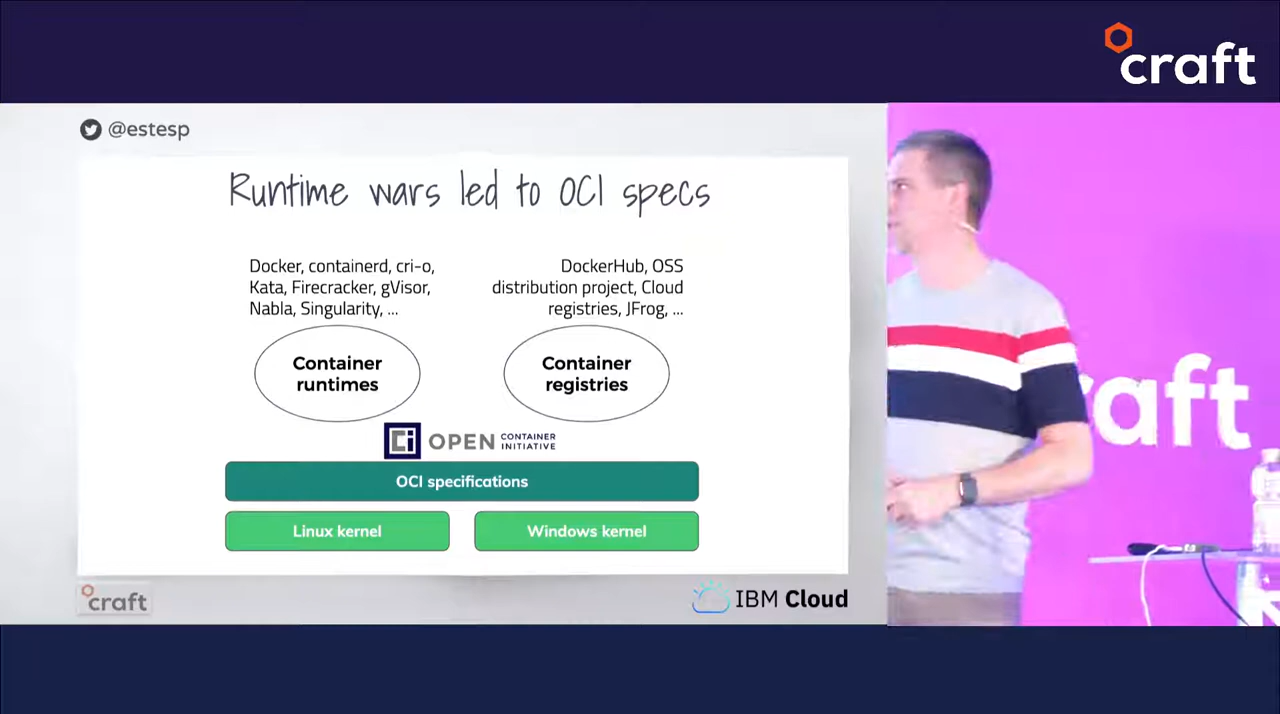 craft
@estesp
Runtime wars led to OCI specs
Docker, containerd, cri-o,
Kata, Firecracker, gVisor,
Nabla, Singularity, ...
DockerHub, OSS
distribution project, Cloud
registries, JFrog, ...
Container
runtimes
Container
registries
Ci OPEN CONTAINER
INITIATIVE
OCI specifications
Linux kernel
Windows kernel
craft
IBM Cloud
craft